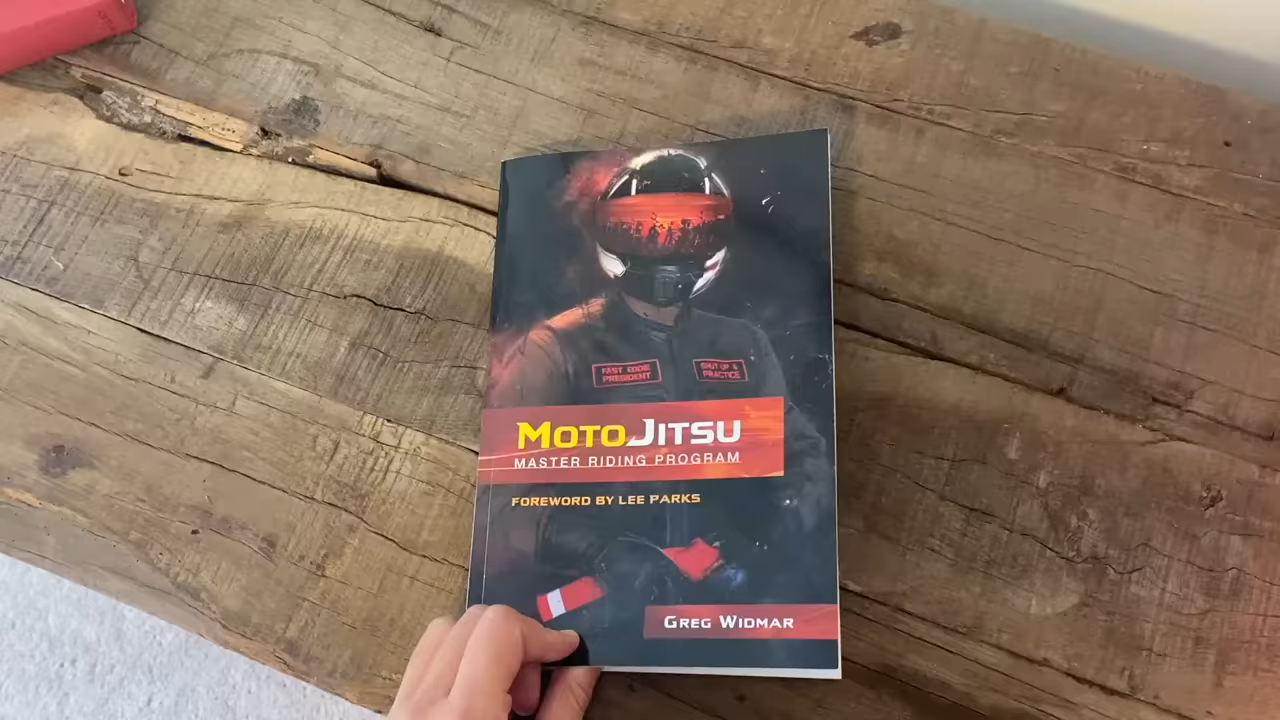 FAST EDDIE
PRESIDENT
SHUT UP &
PRACTICE
MOTOJITSU
MASTER RIDING PROGRAM
FOREWORD BY LEE PARKS
GREG WIDMAR